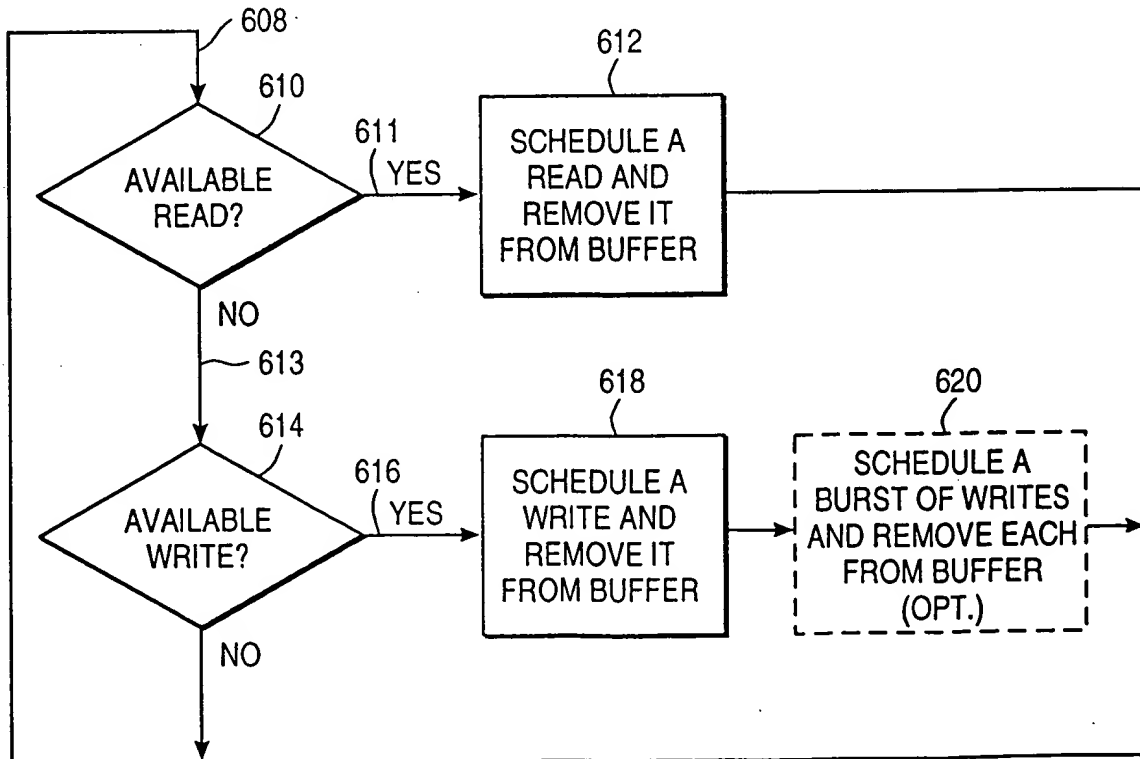 608
610
AVAILABLE
READ?
611
YES
612
SCHEDULE A
READ AND
REMOVE IT
FROM BUFFER
NO
613
614
AVAILABLE
WRITE?
616
YES
618
SCHEDULE A
WRITE AND
REMOVE IT
FROM BUFFER
620
SCHEDULE A
BURST OF WRITES
AND REMOVE EACH
FROM BUFFER
(OPT.)
NO